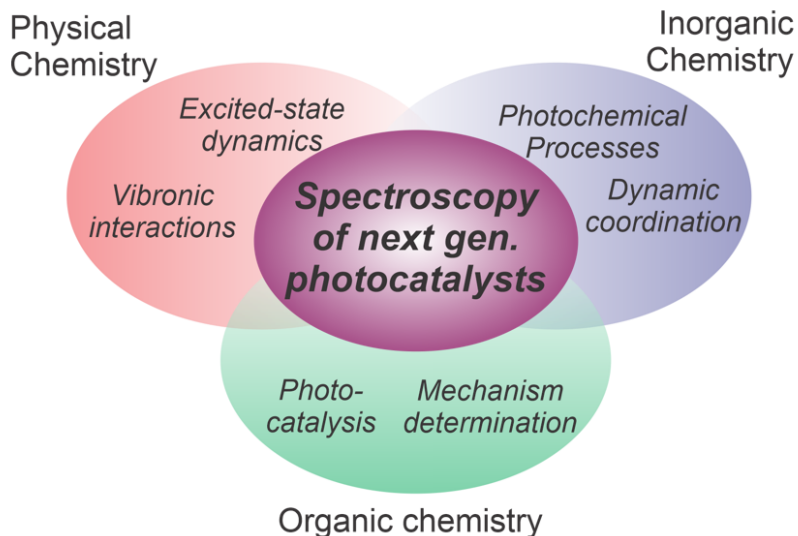 Physical
Chemistry
Inorganic
Chemistry
Excited-state
dynamics
Vibronic
interactions
Photochemical
Processes
Dynamic
coordination
Spectroscopy
of next gen.
photocatalysts
Photo-
catalysis
Mechanism
determination
Organic chemistry